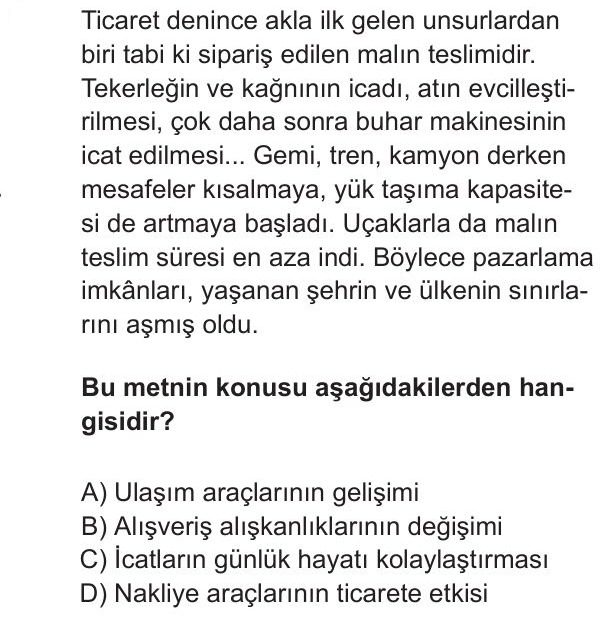 Ticaret denince akla ilk gelen unsurlardan
biri tabi ki sipariş edilen malın teslimidir.
Tekerleğin ve kağnının icadı, atın evcilleşti-
rilmesi, çok daha sonra buhar makinesinin
icat edilmesi... Gemi, tren, kamyon derken
mesafeler kısalmaya, yük taşıma kapasite-
si de artmaya başladı. Uçaklarla da malın
teslim süresi en aza indi. Böylece pazarlama
imkânları, yaşanan şehrin ve ülkenin sınırla-
rını aşmış oldu.
Bu metnin konusu aşağıdakilerden han-
gisidir?
A) Ulaşım araçlarının gelişimi
B) Alışveriş alışkanlıklarının değişimi
C) İcatların günlük hayatı kolaylaştırması
D) Nakliye araçlarının ticarete etkisi